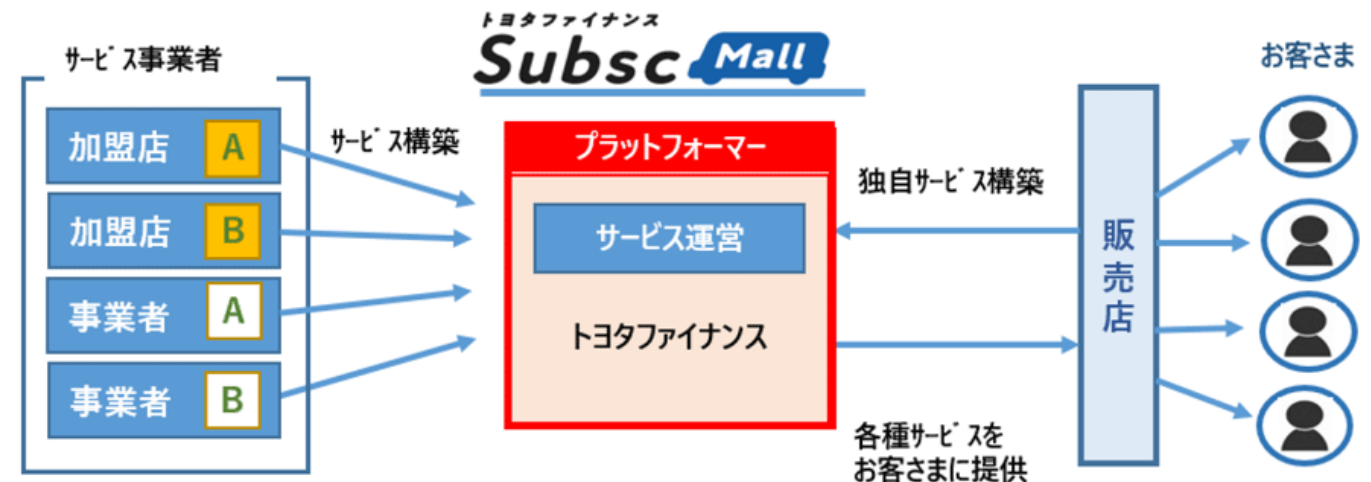 サービス事業者
加盟店 A
加盟店 B
事業者 A
事業者 B
サービス構築
トヨタファイナンス
Subsc Mall
プラットフォーマー
サービス運営
トヨタファイナンス
独自サービス構築
各種サービスを
お客さまに提供
販売店
お客さま